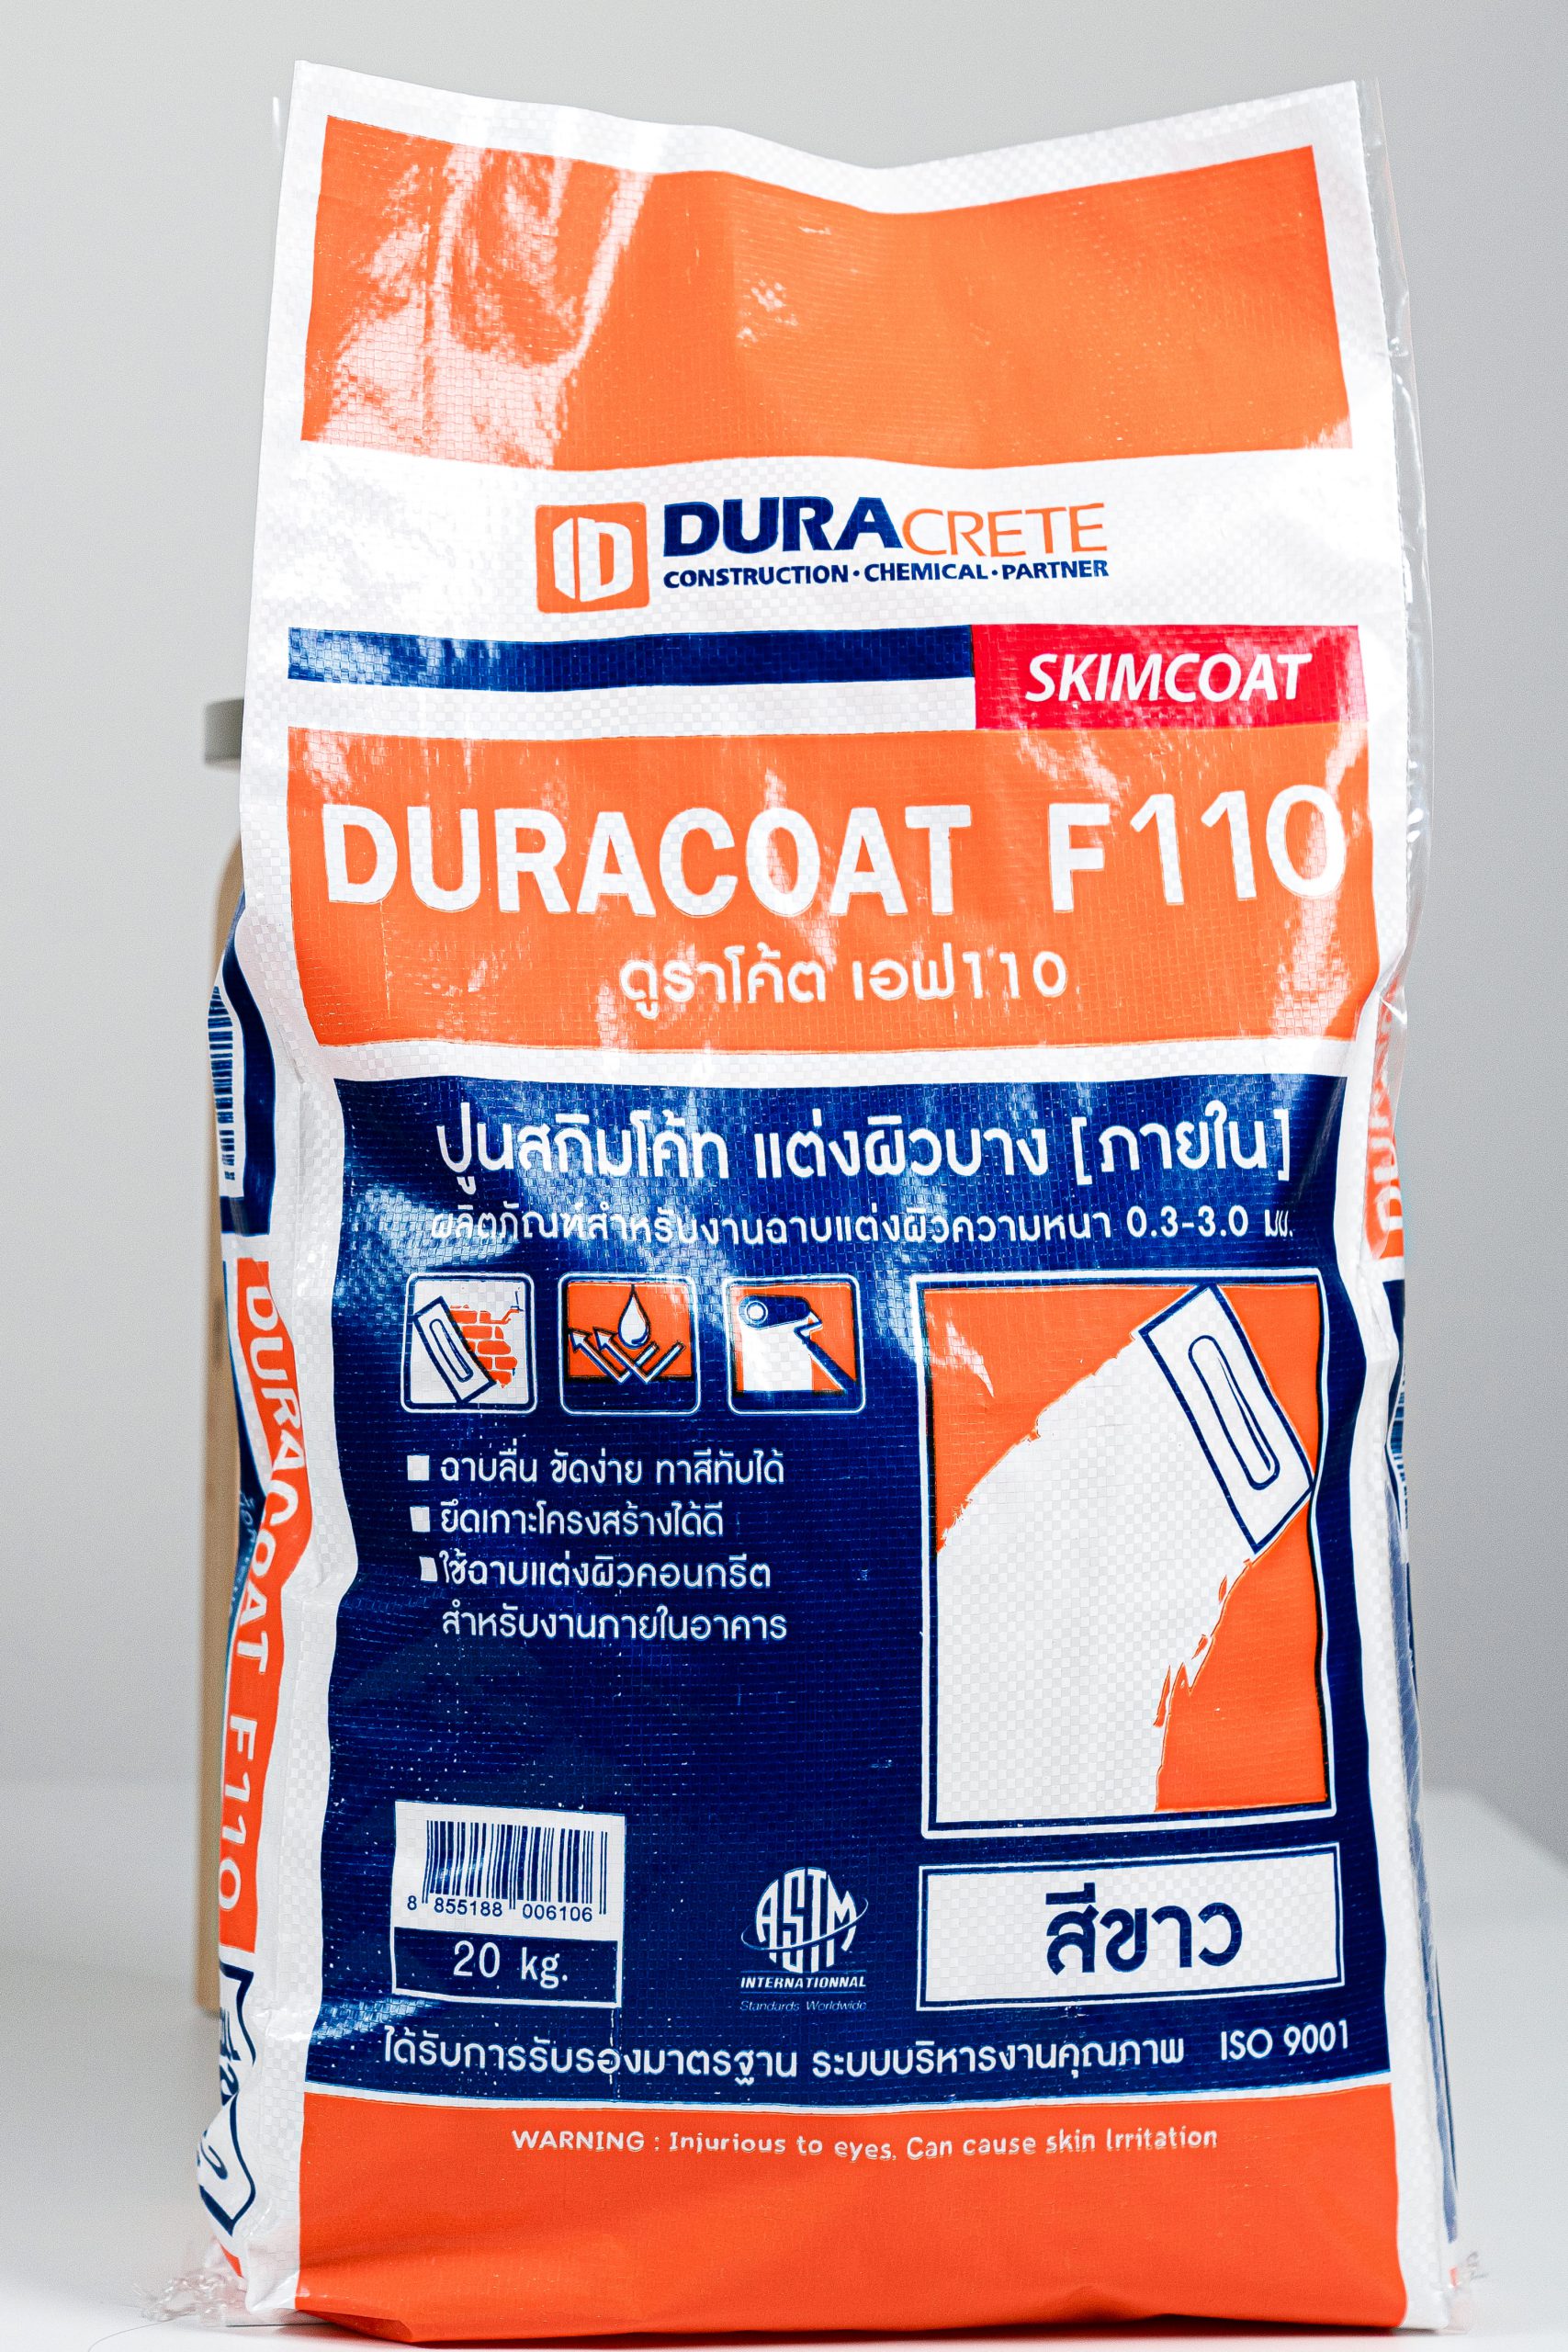 DURACRETE
CONSTRUCTION · CHEMICAL · PARTNER
SKIMCOAT
DURACOAT F110
ดูราโค้ต เอฟ110
ปูนสกิมโค้ท แต่งผิวบาง [ภายใน]
ผลิตภัณฑ์สำหรับงานฉาบแต่งผิวความหนา 0.3-3.0 มม.
ฉาบลื่น ขัดง่าย ทาสีทับได้
ยึดเกาะโครงสร้างได้ดี
ใช้ฉาบแต่งผิวคอนกรีต
สำหรับงานภายในอาคาร
8 855188 006106
20 kg.
ASTM
INTERNATIONNAL
Standards Worldwide
สีขาว
ได้รับการรับรองมาตรฐาน ระบบบริหารงานคุณภาพ ISO 9001
WARNING : Injurious to eyes, Can cause skin Irritation
DURACOAT F110